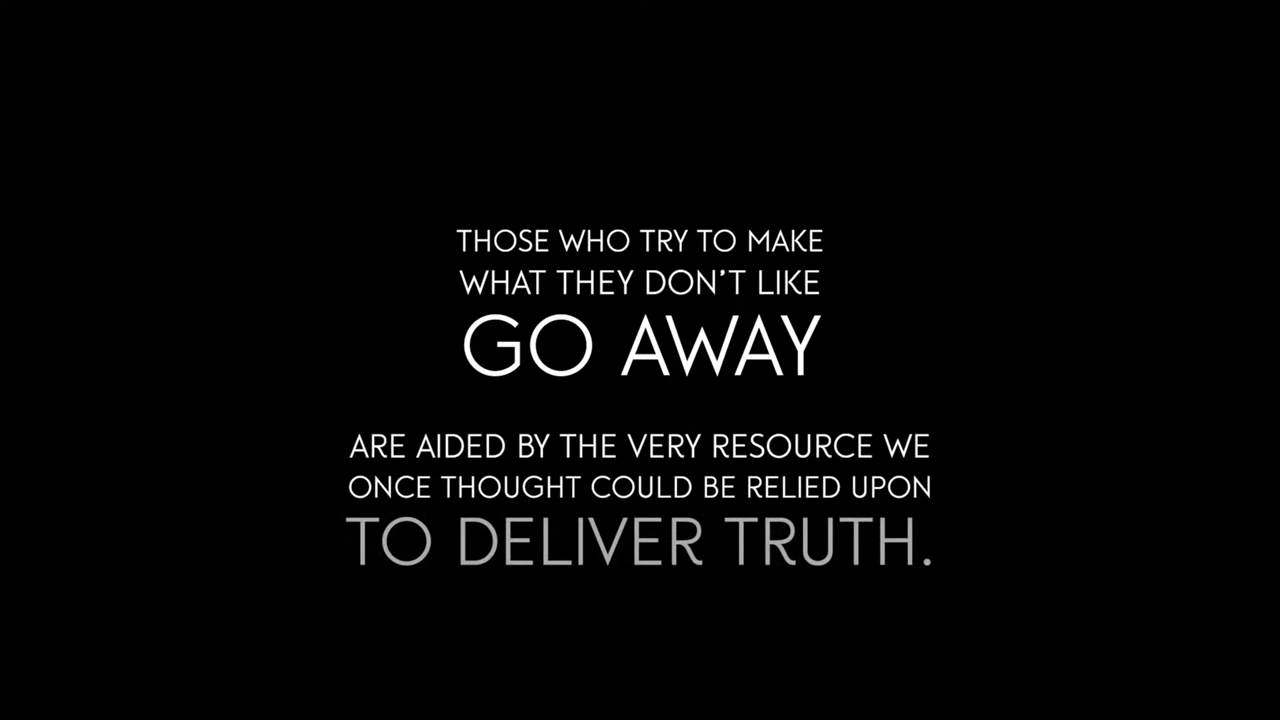 THOSE WHO TRY TO MAKE
WHAT THEY DON'T LIKE
GO AWAY
ARE AIDED BY THE VERY RESOURCE WE
ONCE THOUGHT COULD BE RELIED UPON
TO DELIVER TRUTH.